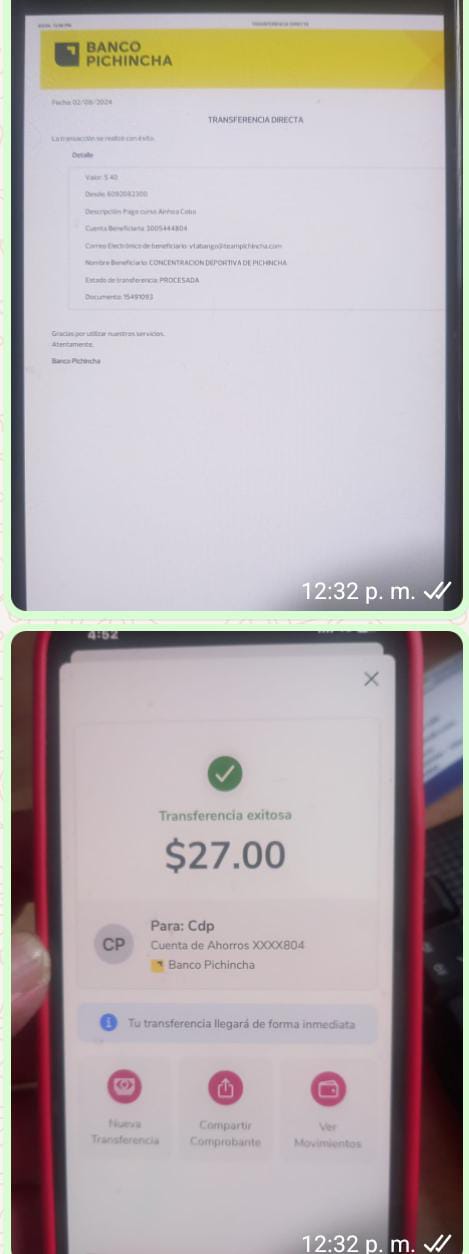 TRANSFERENCIA DIRECTA
BANCO
PICHINCHA
Fecha: 02/08/2024
TRANSFERENCIA DIRECTA
La transacción se realizó con éxito.
Detalle
Valor: $ 40
Desde: 6092082300
Descripción: Pago curso Ainhoa Cobo
Cuenta Beneficiaria: 3005444804
Correo Electrónico de beneficiario: vtabango@teampichincha.com
Nombre Beneficiario: CONCENTRACION DEPORTIVA DE PICHINCHA
Estado de transferencia: PROCESADA
Documento: 15491093
Gracias por utilizar nuestros servicios.
Atentamente,
Banco Pichincha
12:32 p. m.
4:52
Transferencia exitosa
$27.00
CP
Para: Cdp
Cuenta de Ahorros XXXX804
Banco Pichincha
Tu transferencia llegará de forma inmediata
Nueva
Transferencia
Compartir
Comprobante
Ver
Movimientos
12:32 p. m.